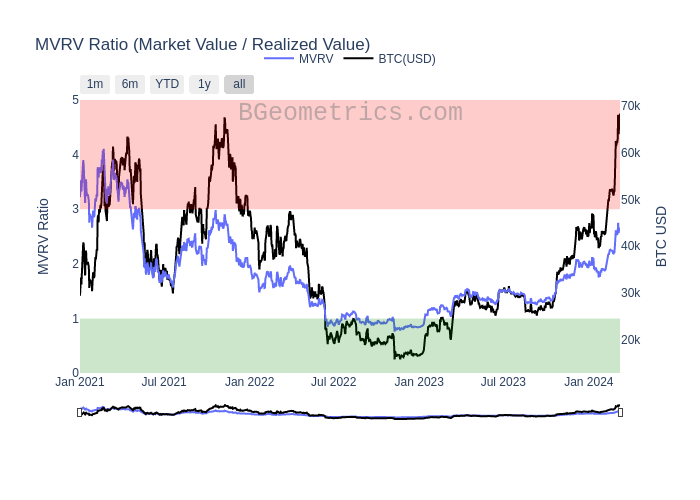 MVRV Ratio (Market Value / Realized Value)
MVRV BTC(USD)
1m 6m YTD 1y all
BGeometrics.com
5
4
3
2
1
0
MVRV Ratio
70k
60k
50k
40k
30k
20k
BTC USD
Jan 2021 Jul 2021 Jan 2022 Jul 2022 Jan 2023 Jul 2023 Jan 2024